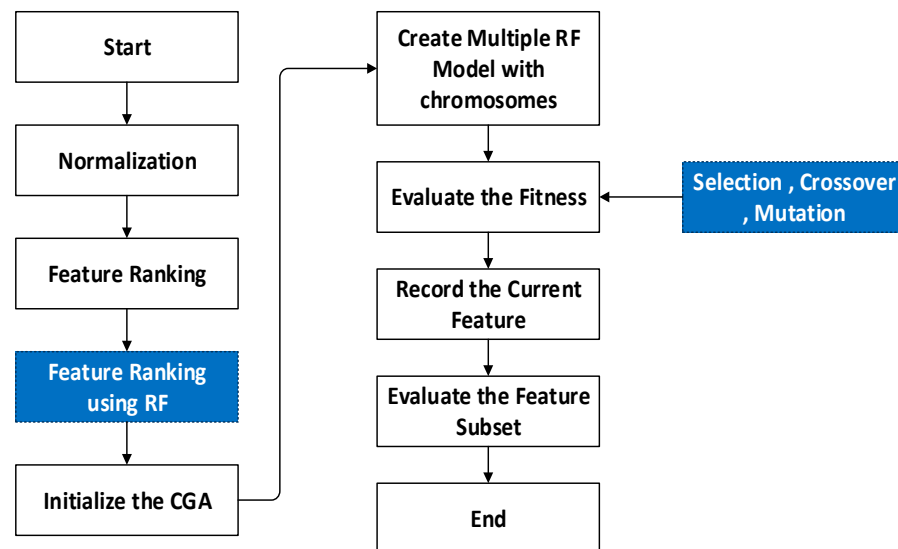 Start
Normalization
Feature Ranking
Feature Ranking
using RF
Initialize the CGA
Create Multiple RF
Model with
chromosomes
Evaluate the Fitness
Selection , Crossover
, Mutation
Record the Current
Feature
Evaluate the Feature
Subset
End